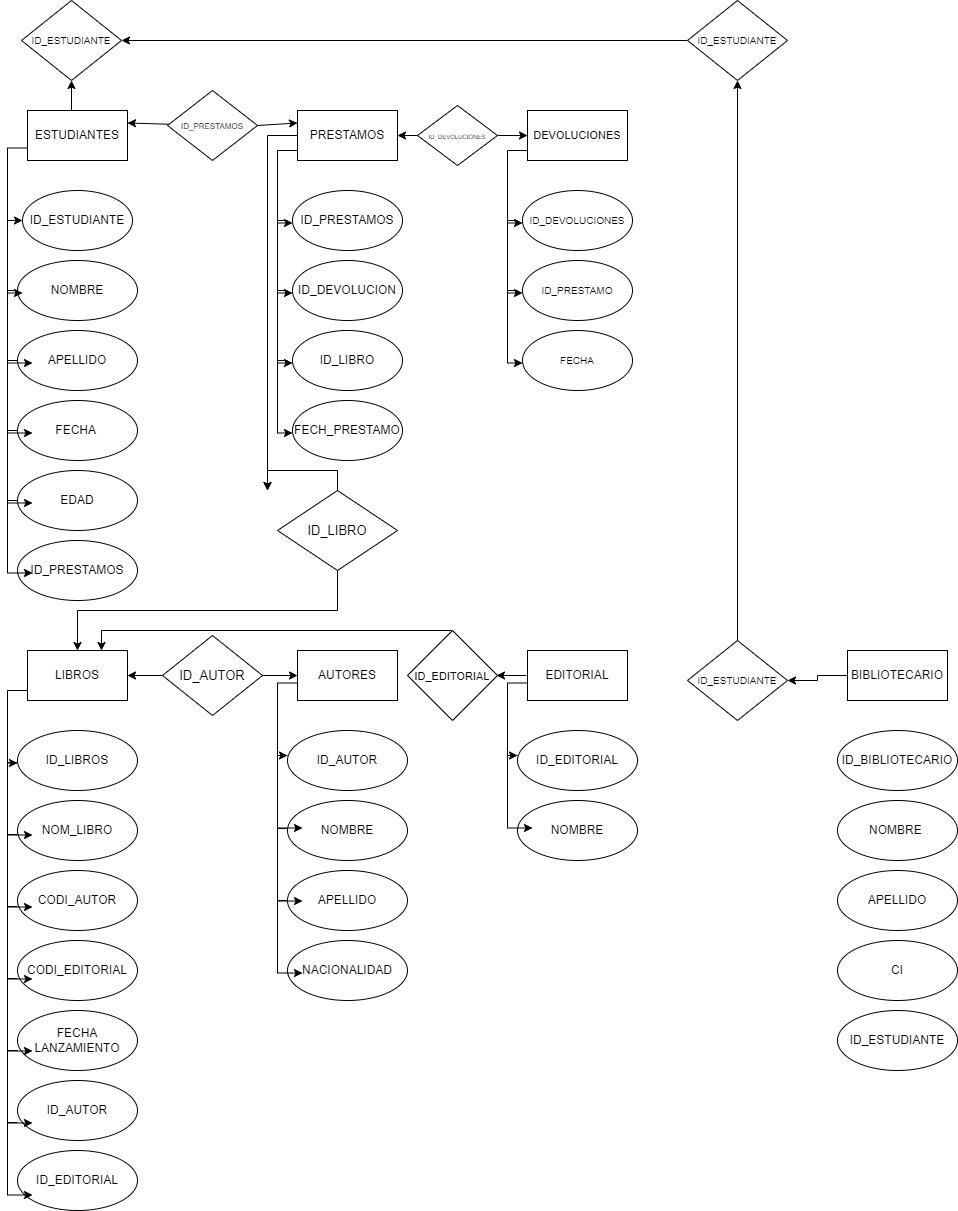 ID_ESTUDIANTE
ID_ESTUDIANTE
ESTUDIANTES
ID_PRESTAMOS
PRESTAMOS
ID_DEVOLUCIONES
DEVOLUCIONES
ID_ESTUDIANTE
ID_PRESTAMOS
ID_DEVOLUCIONES
NOMBRE
ID_DEVOLUCION
ID_PRESTAMO
APELLIDO
ID_LIBRO
FECHA
FECHA
FECH_PRESTAMO
EDAD
ID_LIBRO
ID_PRESTAMOS
LIBROS
ID_AUTOR
AUTORES
ID_EDITORIAL
EDITORIAL
ID_ESTUDIANTE
BIBLIOTECARIO
ID_LIBROS
ID_AUTOR
ID_EDITORIAL
ID_BIBLIOTECARIO
NOM_LIBRO
NOMBRE
NOMBRE
NOMBRE
CODI_AUTOR
APELLIDO
APELLIDO
CODI_EDITORIAL
NACIONALIDAD
CI
FECHA
LANZAMIENTO
ID_ESTUDIANTE
ID_AUTOR
ID_EDITORIAL